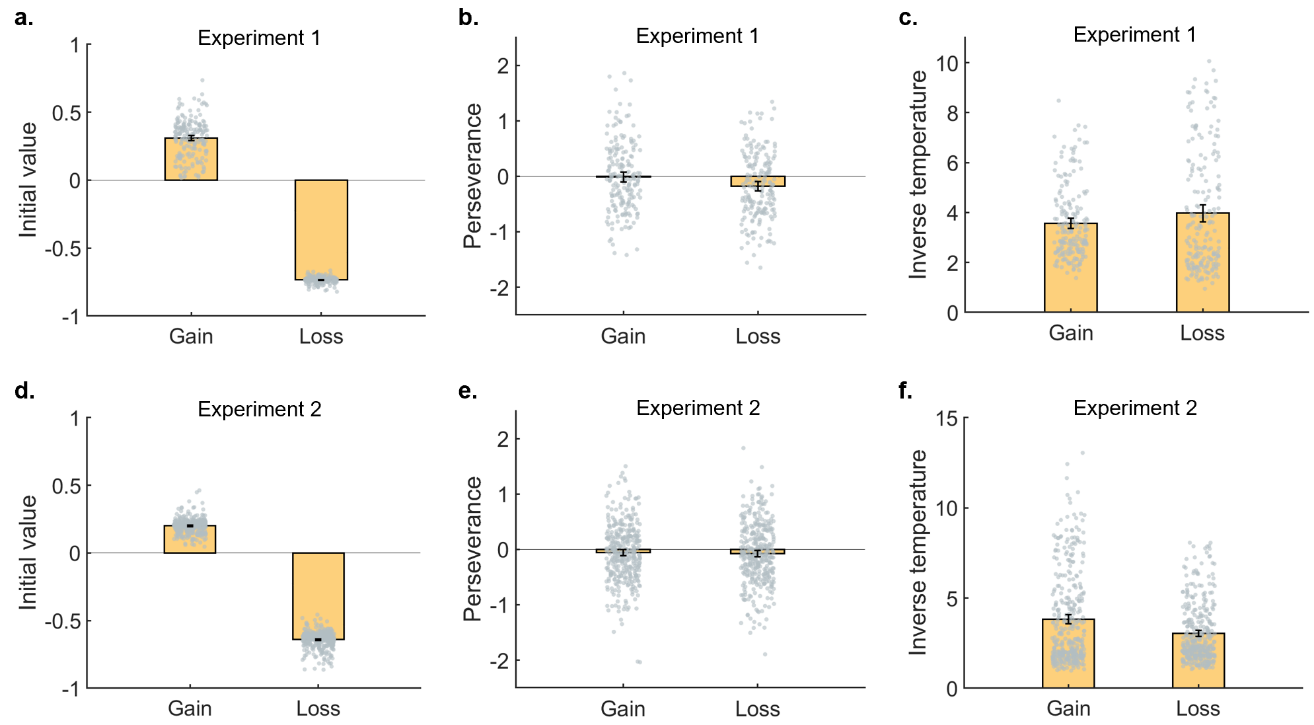 a.
Experiment 1
Initial value
1
0.5
0
-0.5
-1
Gain Loss
b.
Experiment 1
Perseverance
2
1
0
-1
-2
Gain Loss
c.
Experiment 1
Inverse temperature
10
8
6
4
2
0
Gain Loss
d.
Experiment 2
Initial value
1
0.5
0
-0.5
-1
Gain Loss
e.
Experiment 2
Perseverance
2
1
0
-1
-2
Gain Loss
f.
Experiment 2
Inverse temperature
15
10
5
0
Gain Loss